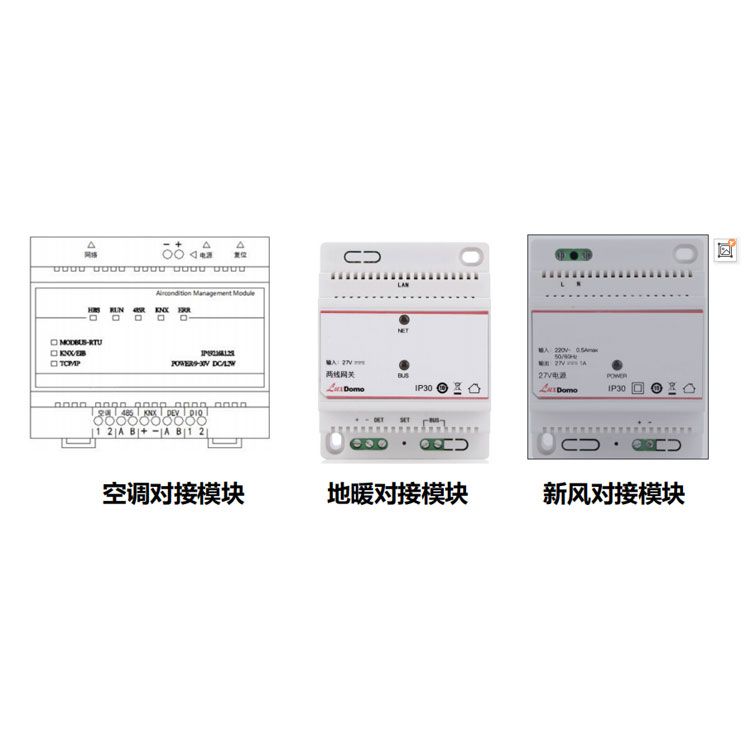 网络
- +
电源
复位
Aircondition Management Module
HBS RUN 485R KNX ERR
MODBUS-RTU
KNX/EIB
TCP/IP
POWER9-30V DC/1.2W
空调 485 KNX DEV DIO
1 2 A B + - A B 1 2
LAN
NET
输入: 27V
BUS
两线网关
LuxDomo
IP30
+ - DET SET BUS
L N
输入: 220V~ 0.5Amax
50/60Hz
输出: 27V 1A
27V电源
POWER
LuxDomo
IP30
+ -
空调对接模块
地暖对接模块
新风对接模块